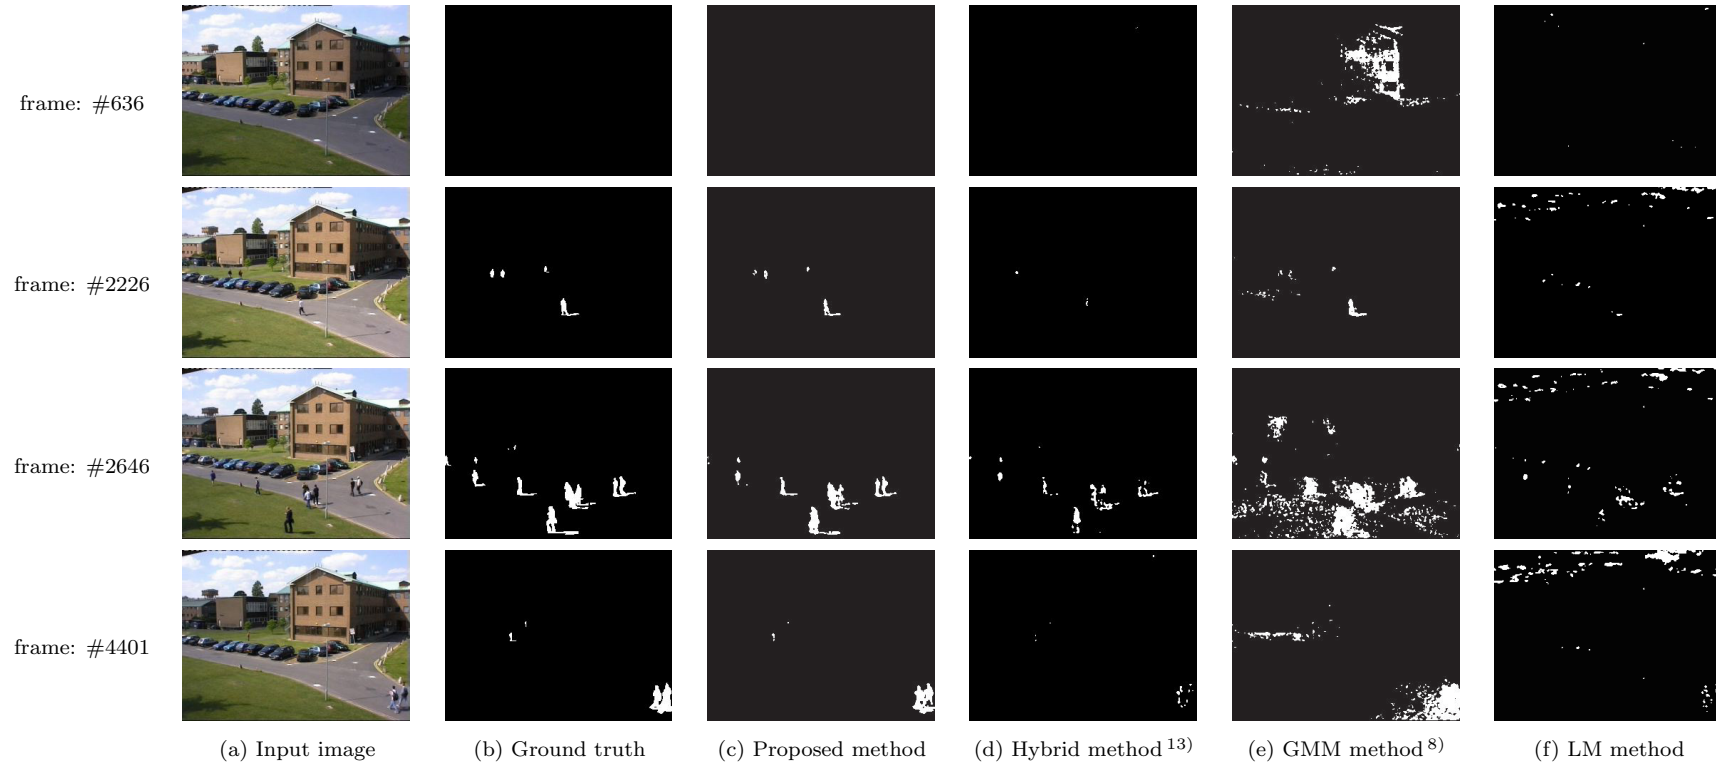 frame: #636
frame: #2226
frame: #2646
frame: #4401
(a) Input image
(b) Ground truth
(c) Proposed method
(d) Hybrid method 13)
(e) GMM method 8)
(f) LM method